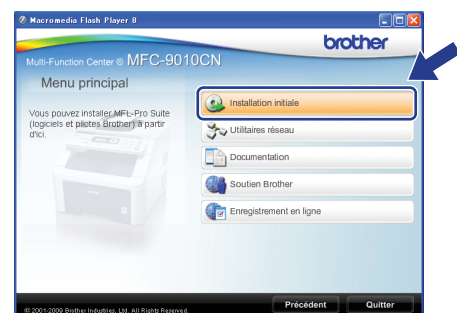 Macromedia Flash Player 8
brother
Multi-Function Center ® MFC-9010CN
Menu principal
Vous pouvez installer MFL-Pro Suite
(logiciels et pilotes Brother) à partir
d'ici.
Installation initiale
Utilitaires réseau
Documentation
Soutien Brother
Enregistrement en ligne
Précédent
Quitter
© 2001-2009 Brother Industries, Ltd. All Rights Reserved.